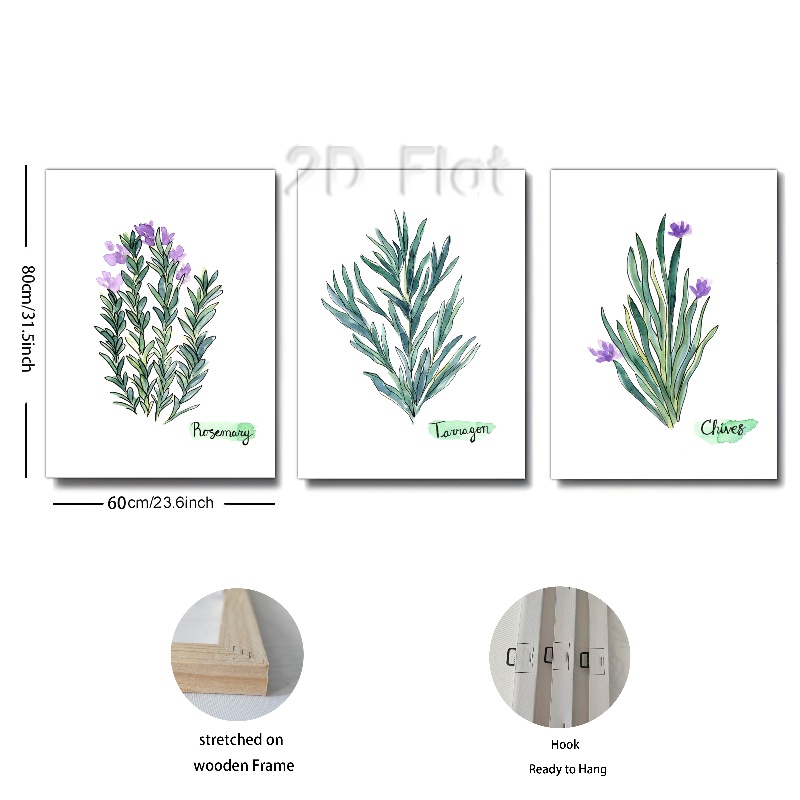 2D Flat
80cm/31.5inch
Rosemary
Tarragon
Chives
60cm/23.6inch
stretched on
wooden Frame
Hook
Ready to Hang